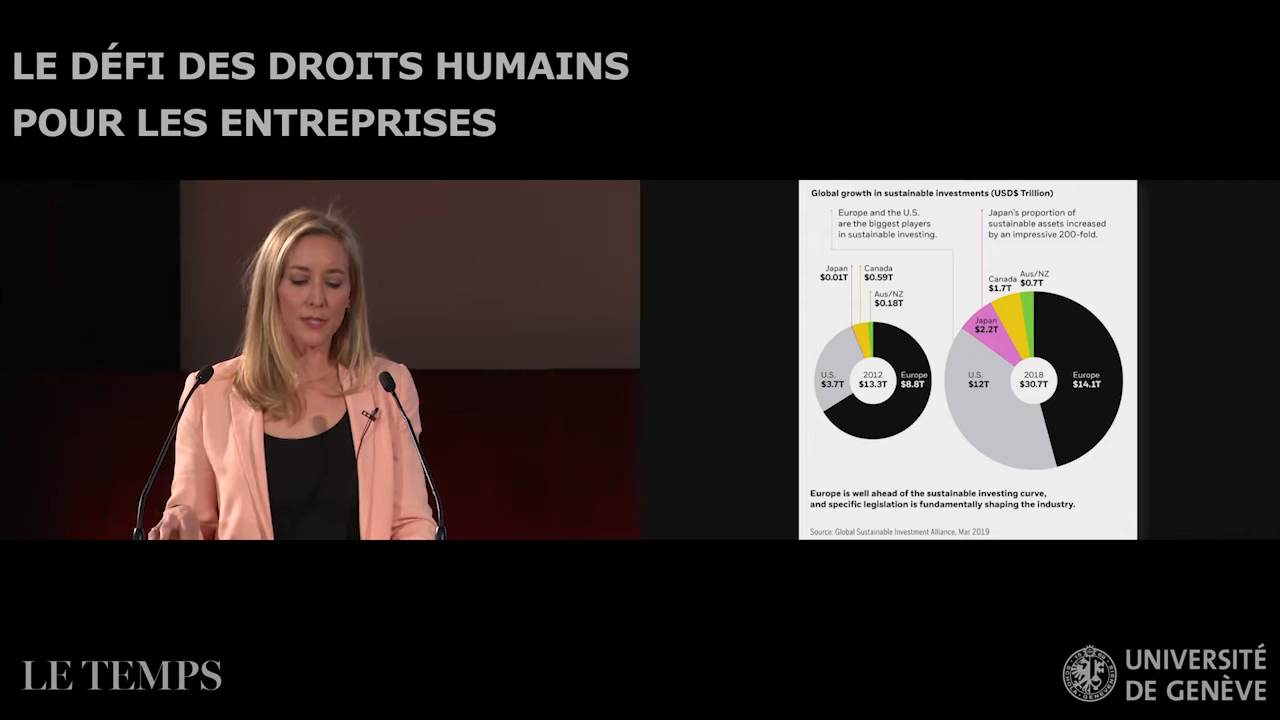 LE DÉFI DES DROITS HUMAINS
POUR LES ENTREPRISES
Global growth in sustainable investments (USD$ Trillion)
Europe and the U.S.
are the biggest players
in sustainable investing.
Japan's proportion of
sustainable assets increased
by an impressive 200-fold.
Japan
$0.01T
Canada
$0.59T
Aus/NZ
$0.18T
U.S.
$3.7T
2012
$13.3T
Europe
$8.8T
Canada
$1.7T
Aus/NZ
$0.7T
Japan
$2.2T
U.S.
$12T
2018
$30.7T
Europe
$14.1T
Europe is well ahead of the sustainable investing curve,
and specific legislation is fundamentally shaping the industry.
Source: Global Sustainable Investment Alliance, Mar 2019
LE TEMPS
UNIVERSITÉ
DE GENÈVE